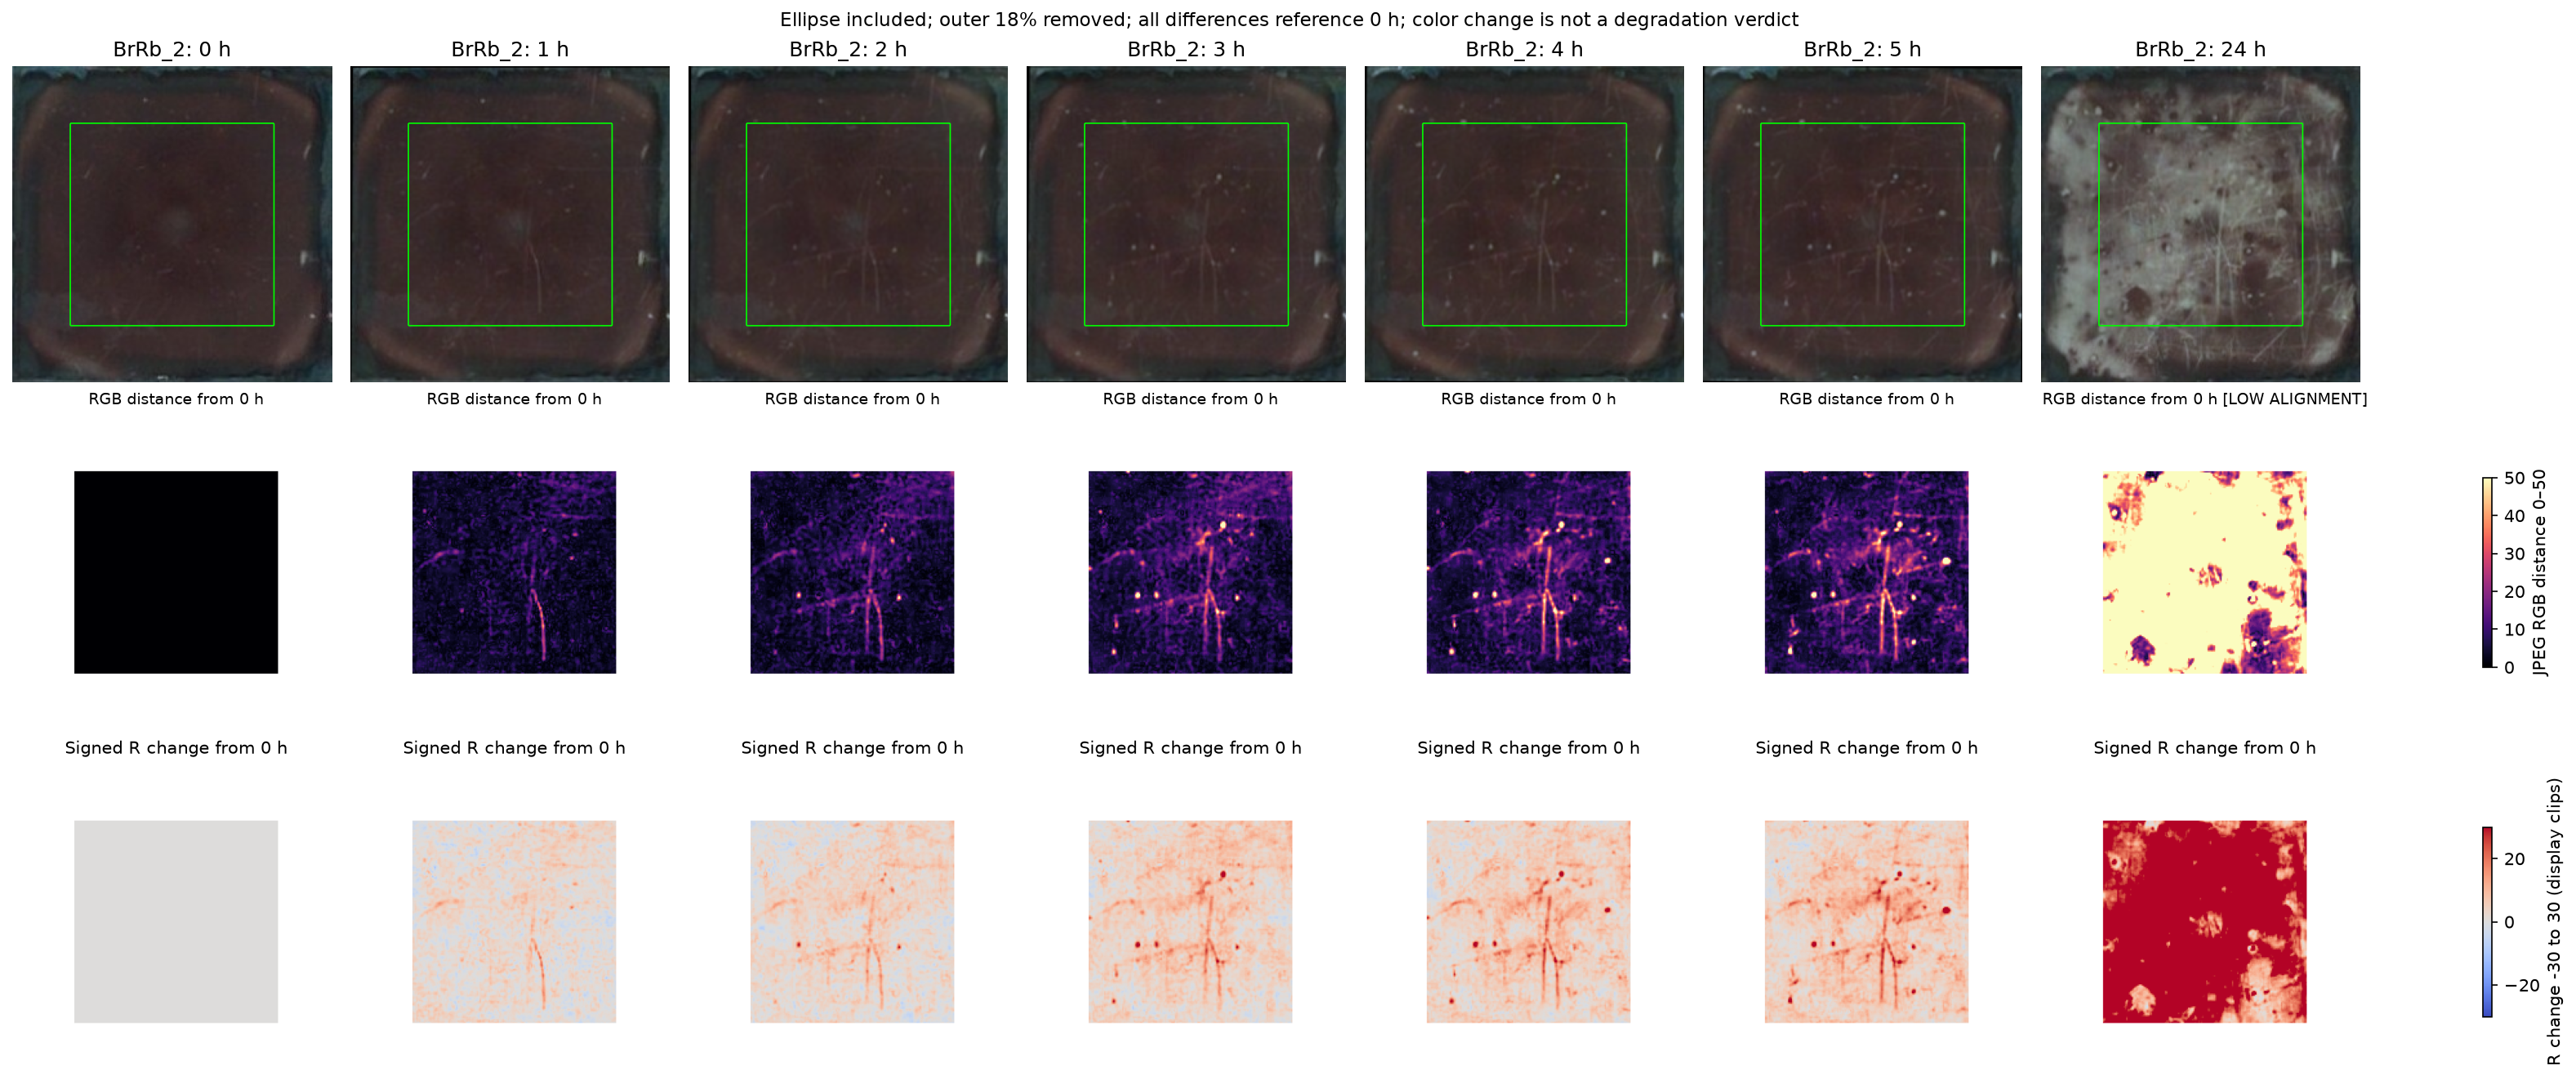 Ellipse included; outer 18% removed; all differences reference 0 h; color change is not a degradation verdict
BrRb_2: 0 h
BrRb_2: 1 h
BrRb_2: 2 h
BrRb_2: 3 h
BrRb_2: 4 h
BrRb_2: 5 h
BrRb_2: 24 h
RGB distance from 0 h
RGB distance from 0 h
RGB distance from 0 h
RGB distance from 0 h
RGB distance from 0 h
RGB distance from 0 h
RGB distance from 0 h [LOW ALIGNMENT]
50
40
30
20
10
0
JPEG RGB distance 0–50
Signed R change from 0 h
Signed R change from 0 h
Signed R change from 0 h
Signed R change from 0 h
Signed R change from 0 h
Signed R change from 0 h
Signed R change from 0 h
20
0
−20
R change -30 to 30 (display clips)